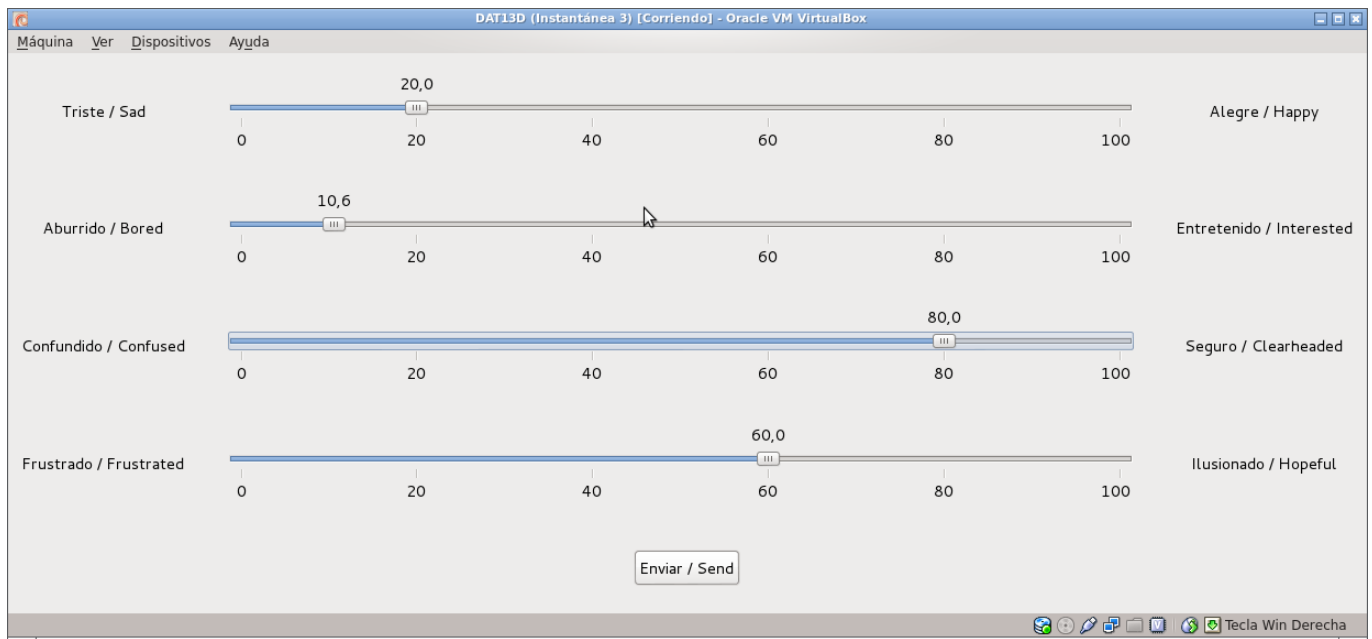 DAT13D (Instantánea 3) [Corriendo] - Oracle VM VirtualBox
Máquina Ver Dispositivos Ayuda
20,0
Triste / Sad
Alegre / Happy
0 20 40 60 80 100
10,6
Aburrido / Bored
Entretenido / Interested
0 20 40 60 80 100
80,0
Confundido / Confused
Seguro / Clearheaded
0 20 40 60 80 100
60,0
Frustrado / Frustrated
Ilusionado / Hopeful
0 20 40 60 80 100
Enviar / Send
Tecla Win Derecha